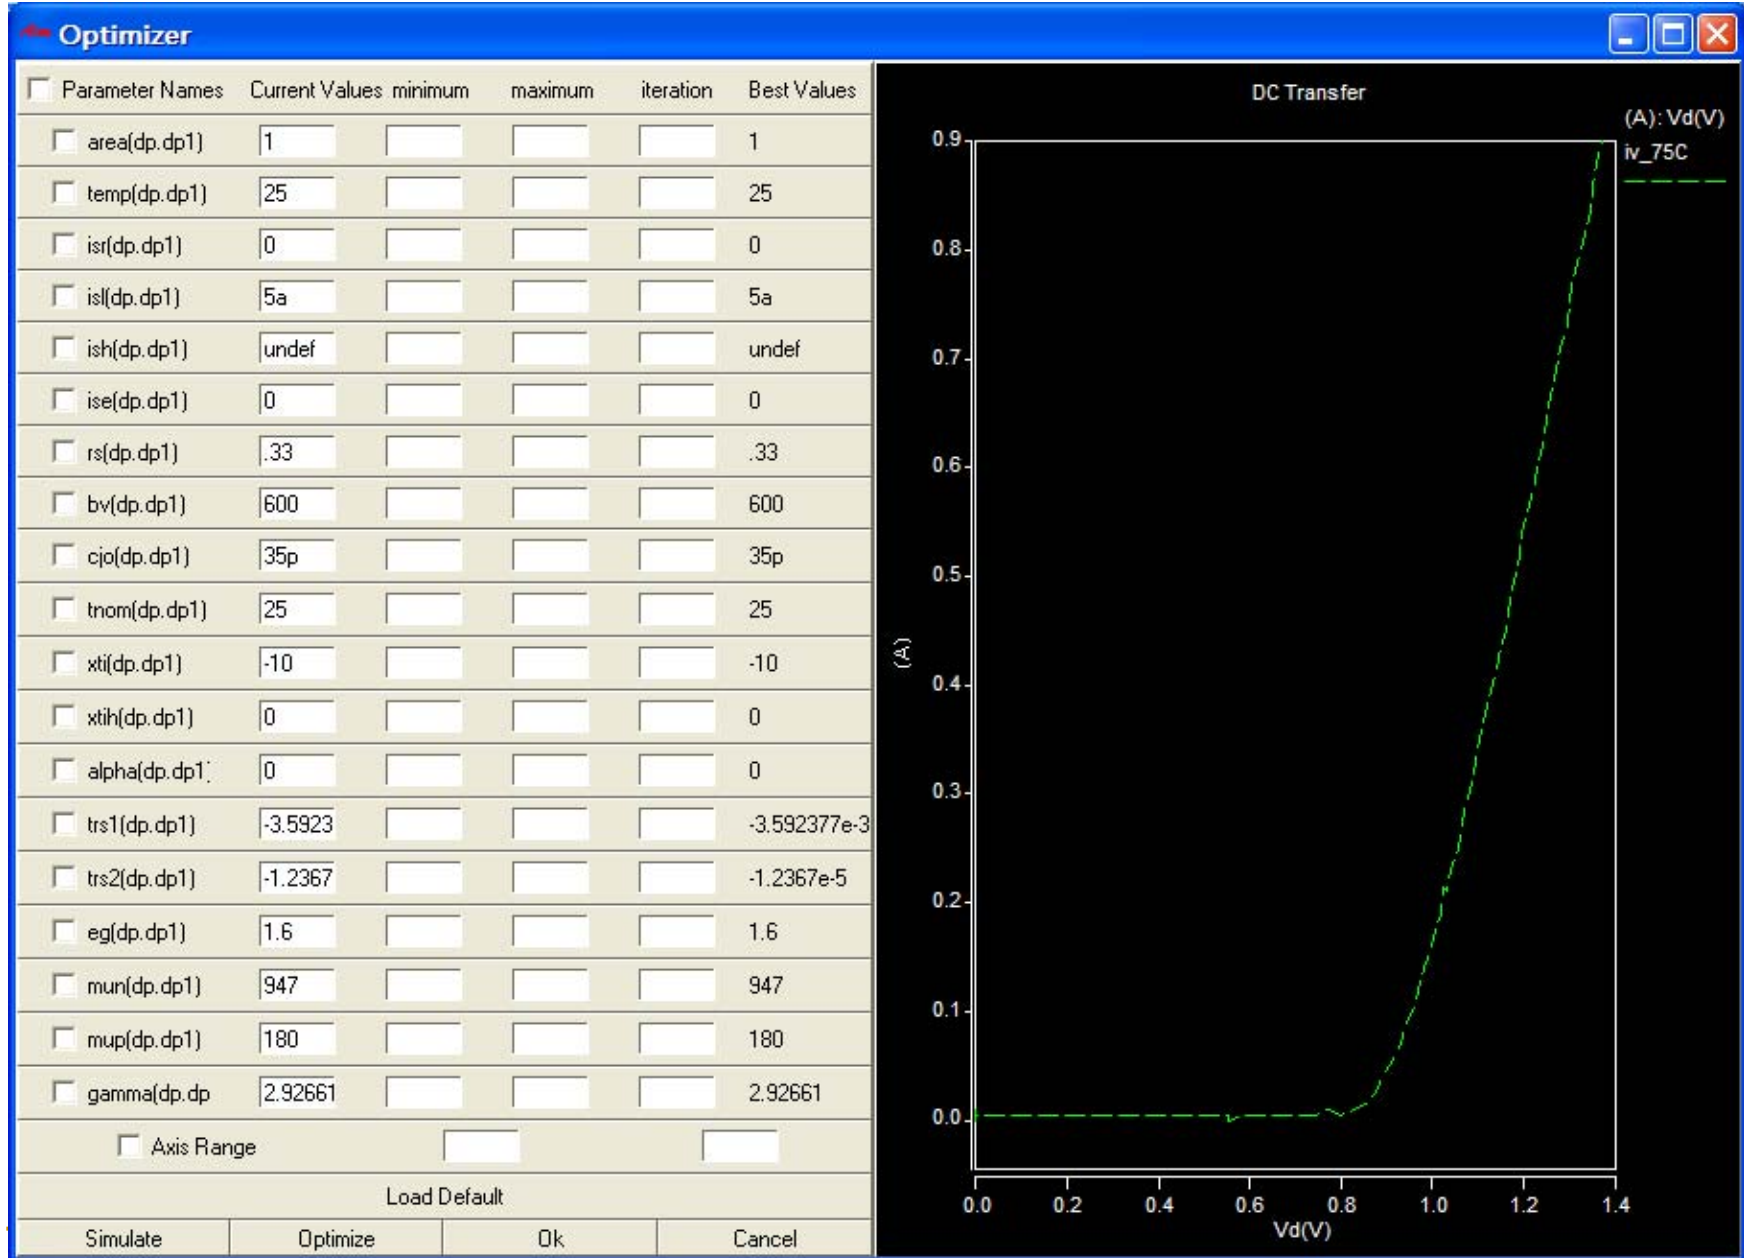 Optimizer
Parameter Names Current Values minimum maximum iteration Best Values
area(dp.dp1) 1 1
temp(dp.dp1) 25 25
isr(dp.dp1) 0 0
isl(dp.dp1) 5a 5a
ish(dp.dp1) undef undef
ise(dp.dp1) 0 0
rs(dp.dp1) .33 .33
bv(dp.dp1) 600 600
cjo(dp.dp1) 35p 35p
tnom(dp.dp1) 25 25
xti(dp.dp1) -10 -10
xtih(dp.dp1) 0 0
alpha(dp.dp1) 0 0
trs1(dp.dp1) -3.5923 -3.592377e-3
trs2(dp.dp1) -1.2367 -1.2367e-5
eg(dp.dp1) 1.6 1.6
mun(dp.dp1) 947 947
mup(dp.dp1) 180 180
gamma(dp.dp 2.92661 2.92661
Axis Range
Load Default
Simulate Optimize Ok Cancel
DC Transfer
(A): Vd(V)
iv_75C
0.9
0.8
0.7
0.6
0.5
(A)
0.4
0.3
0.2
0.1
0.0
0.0 0.2 0.4 0.6 0.8 1.0 1.2 1.4
Vd(V)